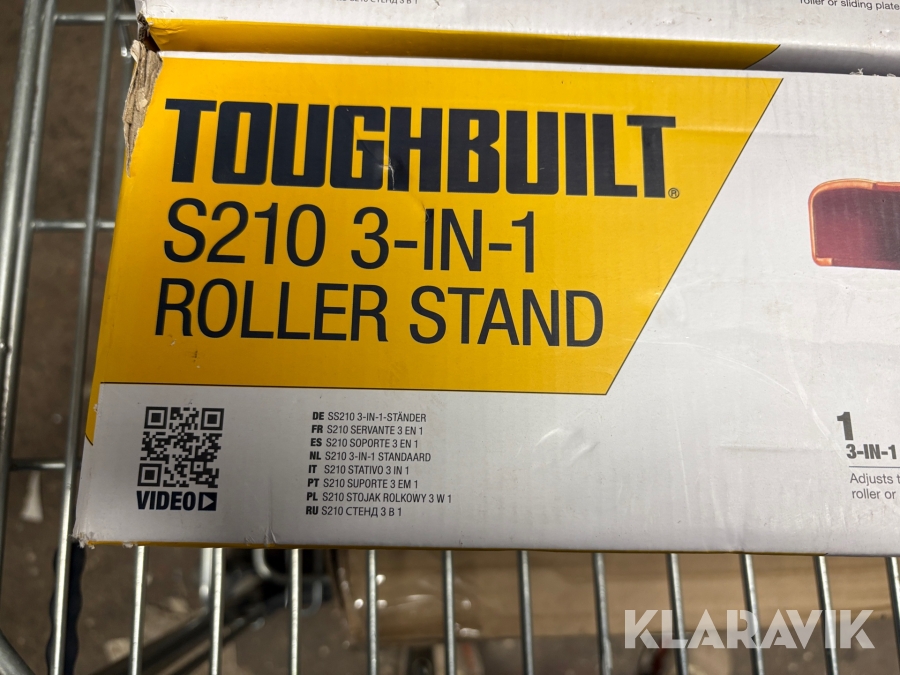 roller or sliding plate
TOUGHBUILT®
S210 3-IN-1
ROLLER STAND
VIDEO
DE SS210 3-IN-1-STÄNDER
FR S210 SERVANTE 3 EN 1
ES S210 SOPORTE 3 EN 1
NL S210 3-IN-1 STANDAARD
IT S210 STATIVO 3 IN 1
PT S210 SUPORTE 3 EM 1
PL S210 STOJAK ROLKOWY 3 W 1
RU S210 СТЕНД 3 В 1
1
3-IN-1
Adjusts
roller or
KLARAVIK